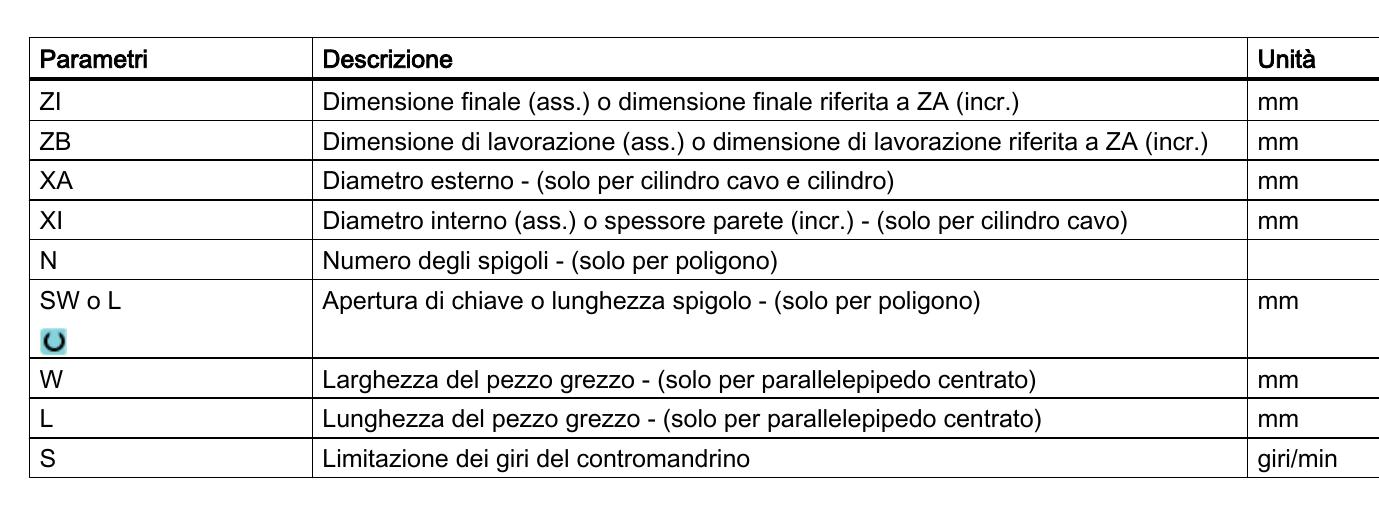 Parametri Descrizione Unità
ZI Dimensione finale (ass.) o dimensione finale riferita a ZA (incr.) mm
ZB Dimensione di lavorazione (ass.) o dimensione di lavorazione riferita a ZA (incr.) mm
XA Diametro esterno - (solo per cilindro cavo e cilindro) mm
XI Diametro interno (ass.) o spessore parete (incr.) - (solo per cilindro cavo) mm
N Numero degli spigoli - (solo per poligono)
SW o L Apertura di chiave o lunghezza spigolo - (solo per poligono) mm
W Larghezza del pezzo grezzo - (solo per parallelepipedo centrato) mm
L Lunghezza del pezzo grezzo - (solo per parallelepipedo centrato) mm
S Limitazione dei giri del contromandrino giri/min